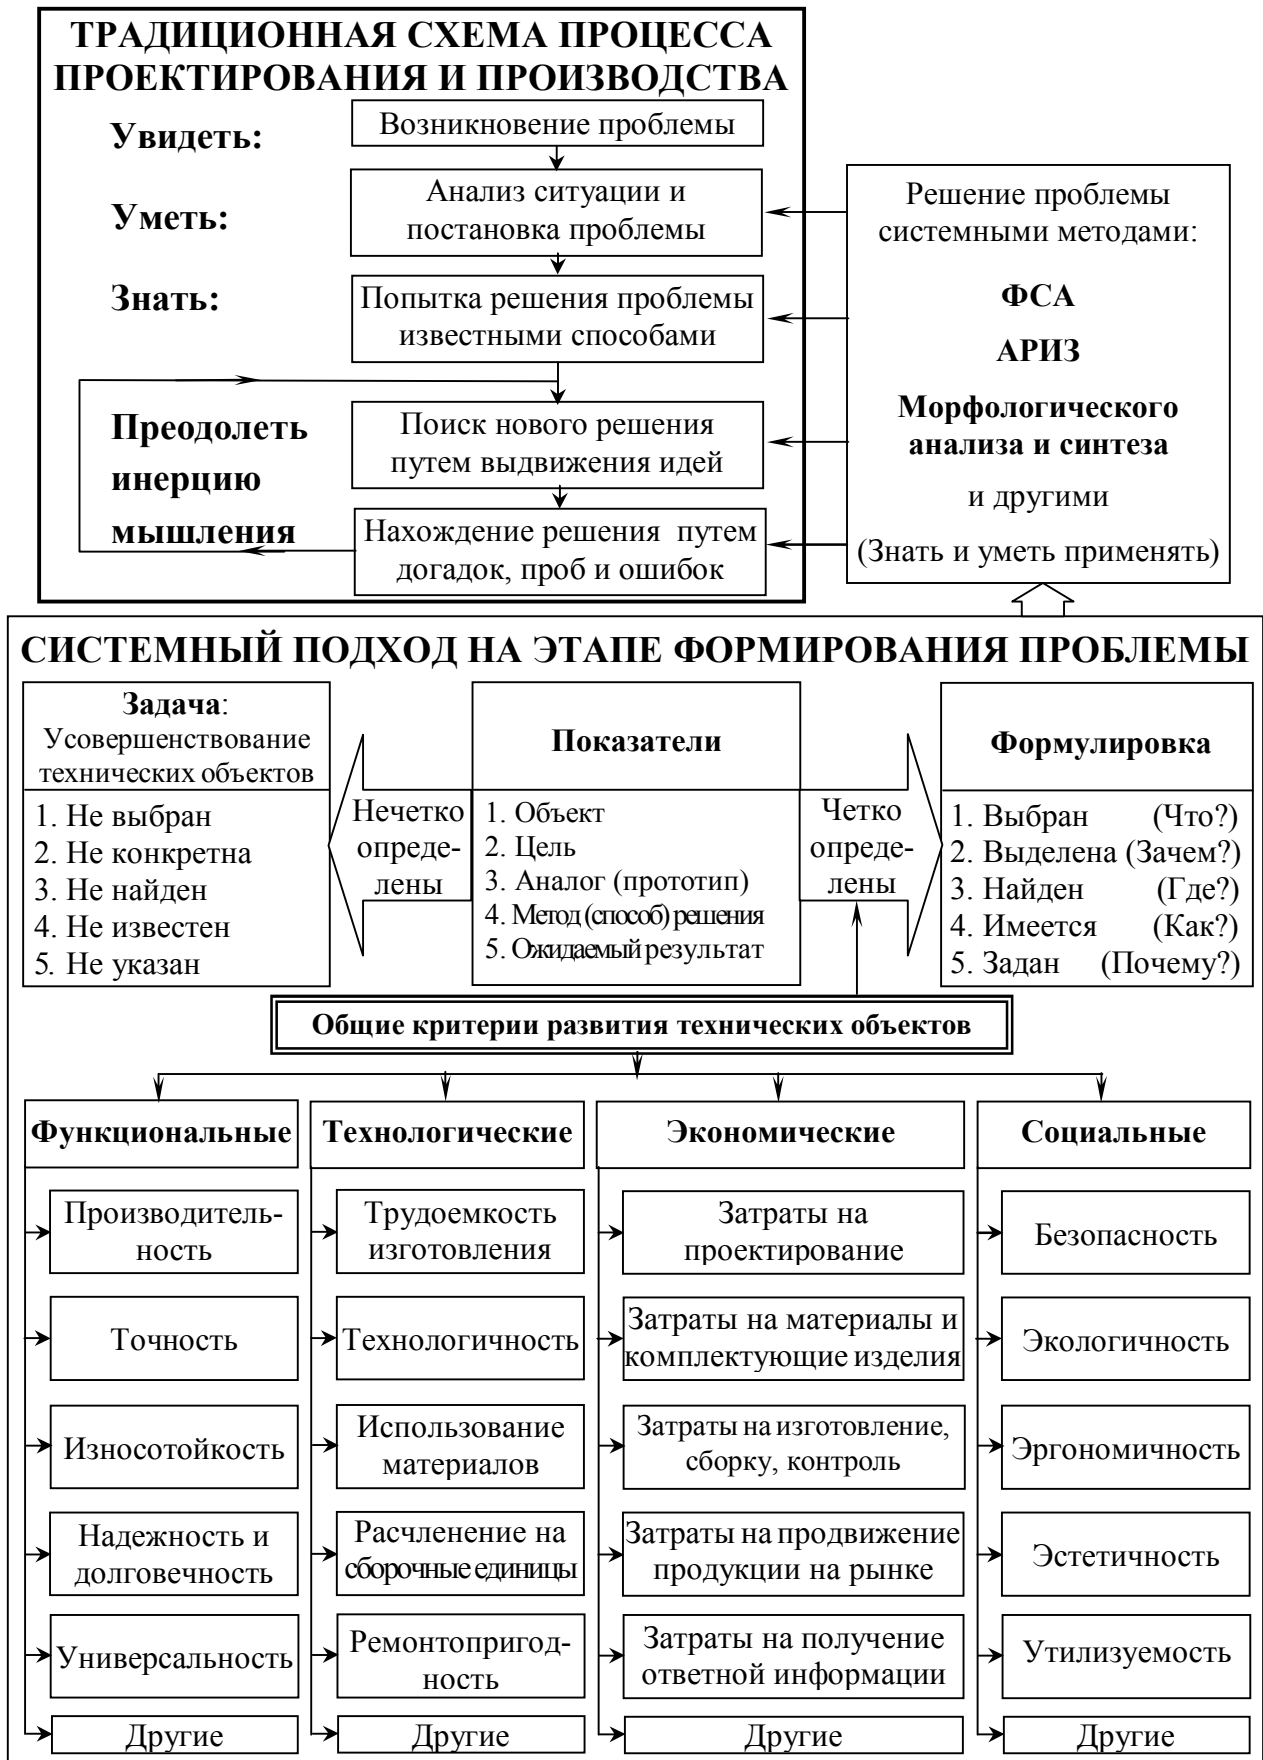 ТРАДИЦИОННАЯ СХЕМА ПРОЦЕССА
ПРОЕКТИРОВАНИЯ И ПРОИЗВОДСТВА
Увидеть:
Возникновение проблемы
Уметь:
Анализ ситуации и
постановка проблемы
Знать:
Попытка решения проблемы
известными способами
Преодолеть
инерцию
мышления
Поиск нового решения
путем выдвижения идей
Нахождение решения путем
догадок, проб и ошибок
Решение проблемы
системными методами:
ФСА
АРИЗ
Морфологического
анализа и синтеза
и другими
(Знать и уметь применять)
СИСТЕМНЫЙ ПОДХОД НА ЭТАПЕ ФОРМИРОВАНИЯ ПРОБЛЕМЫ
Задача:
Усовершенствование
технических объектов
1. Не выбран
2. Не конкретна
3. Не найден
4. Не известен
5. Не указан
Нечетко
опреде-
лены
Показатели
1. Объект
2. Цель
3. Аналог (прототип)
4. Метод (способ) решения
5. Ожидаемый результат
Четко
опреде-
лены
Формулировка
1. Выбран (Что?)
2. Выделена (Зачем?)
3. Найден (Где?)
4. Имеется (Как?)
5. Задан (Почему?)
Общие критерии развития технических объектов
Функциональные
Производитель-
ность
Точность
Износотойкость
Надежность и
долговечность
Универсальность
Другие
Технологические
Трудоемкость
изготовления
Технологичность
Использование
материалов
Расчленение на
сборочные единицы
Ремонтопригод-
ность
Другие
Экономические
Затраты на
проектирование
Затраты на материалы и
комплектующие изделия
Затраты на изготовление,
сборку, контроль
Затраты на продвижение
продукции на рынке
Затраты на получение
ответной информации
Другие
Социальные
Безопасность
Экологичность
Эргономичность
Эстетичность
Утилизуемость
Другие